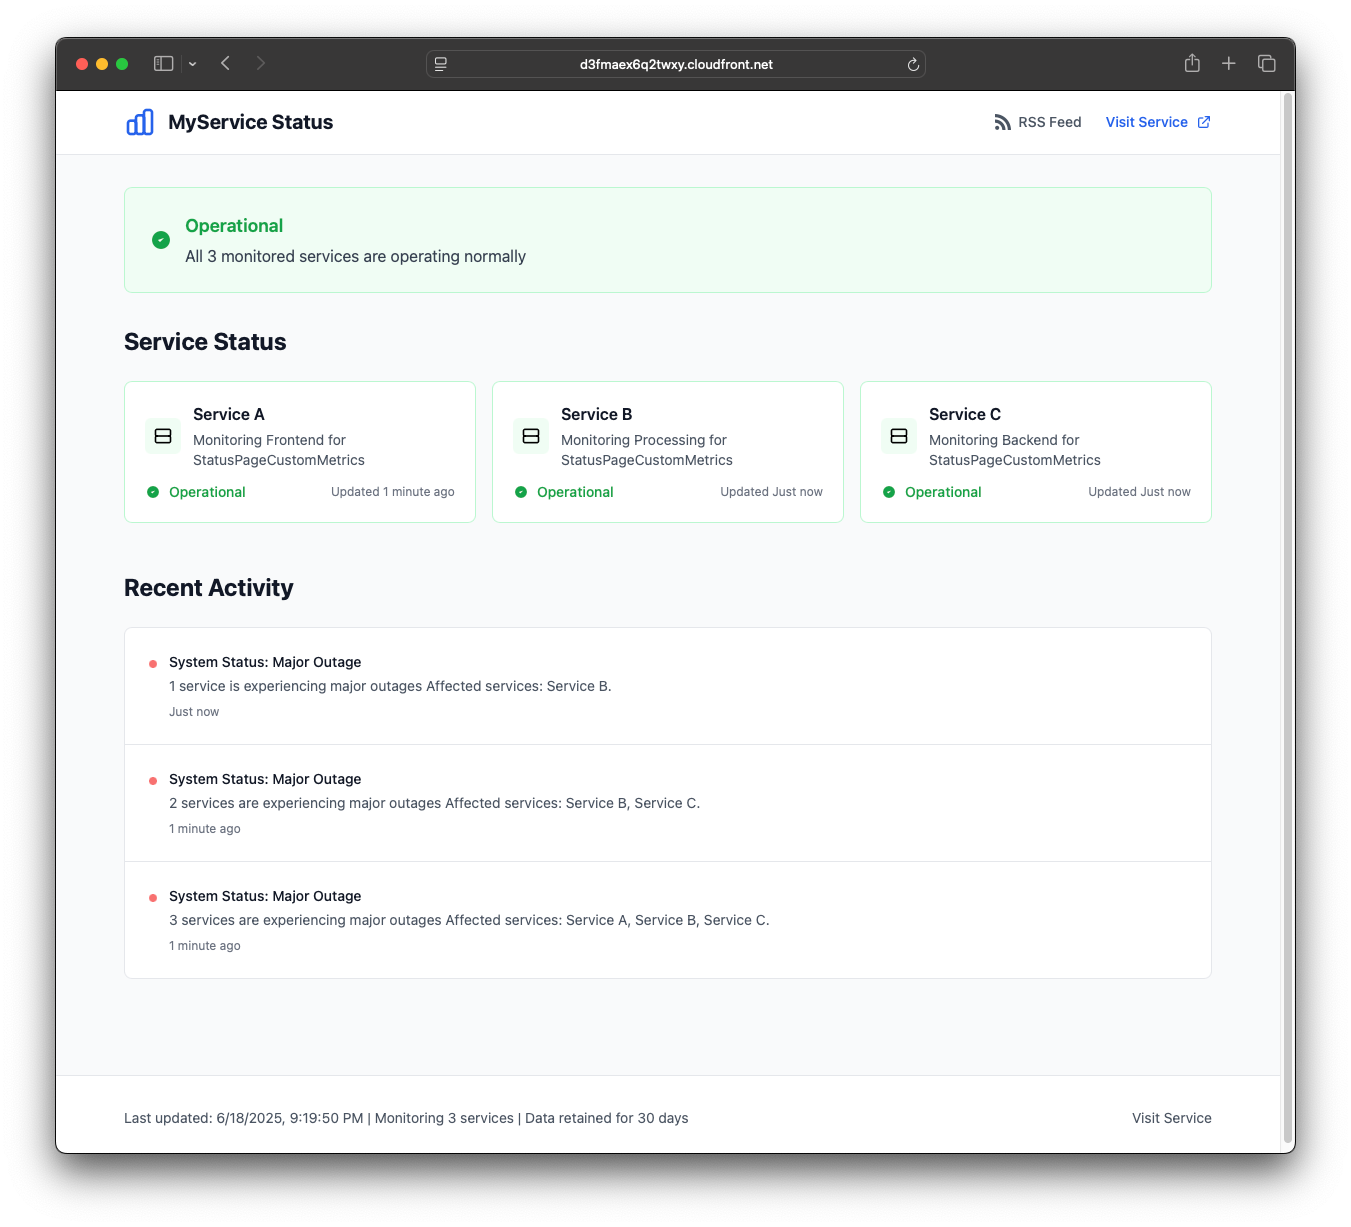 d3fmaex6q2twxy.cloudfront.net
MyService Status
RSS Feed
Visit Service
Operational
All 3 monitored services are operating normally
Service Status
Service A
Monitoring Frontend for
StatusPageCustomMetrics
Operational
Updated 1 minute ago
Service B
Monitoring Processing for
StatusPageCustomMetrics
Operational
Updated Just now
Service C
Monitoring Backend for
StatusPageCustomMetrics
Operational
Updated Just now
Recent Activity
System Status: Major Outage
1 service is experiencing major outages Affected services: Service B.
Just now
System Status: Major Outage
2 services are experiencing major outages Affected services: Service B, Service C.
1 minute ago
System Status: Major Outage
3 services are experiencing major outages Affected services: Service A, Service B, Service C.
1 minute ago
Last updated: 6/18/2025, 9:19:50 PM | Monitoring 3 services | Data retained for 30 days
Visit Service